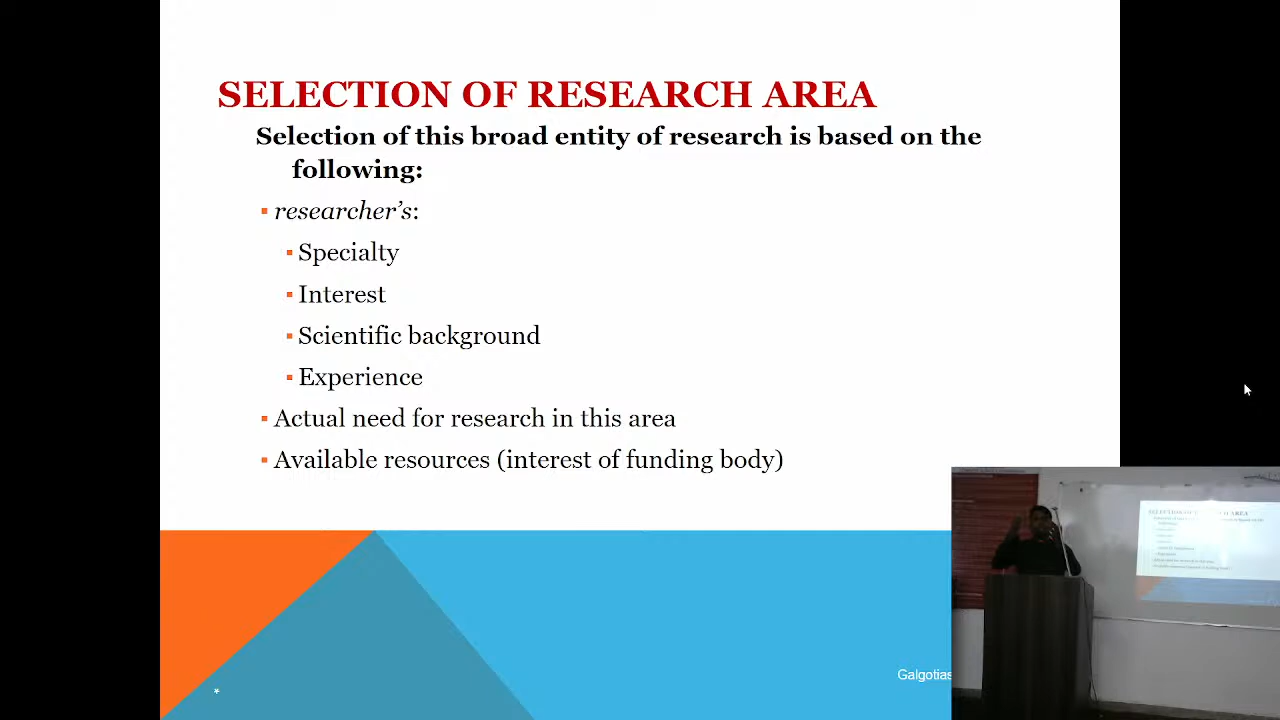 SELECTION OF RESEARCH AREA
Selection of this broad entity of research is based on the
following:
researcher's:
Specialty
Interest
Scientific background
Experience
Actual need for research in this area
Available resources (interest of funding body)
Galgotias
*